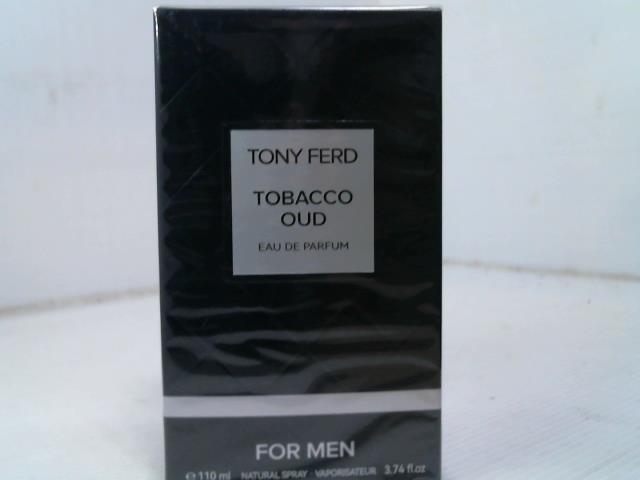 TONY FERD
TOBACCO
OUD
EAU DE PARFUM
FOR MEN
℮ 110 ml NATURAL SPRAY - VAPORISATEUR 3.74 fl.oz